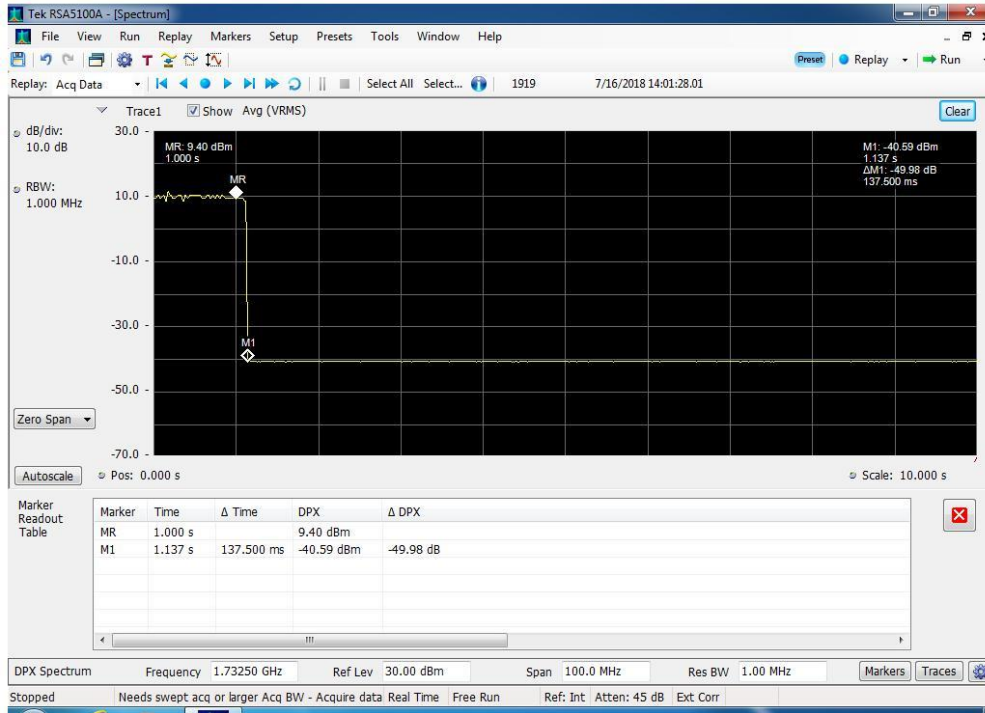 Tek RSA5100A - [Spectrum]
File View Run Replay Markers Setup Presets Tools Window Help
Preset Replay Run
Replay: Acq Data Select All Select... 1919 7/16/2018 14:01:28.01
Trace1 Show Avg (VRMS) Clear
dB/div:
10.0 dB
RBW:
1.000 MHz
30.0
10.0
-10.0
-30.0
-50.0
-70.0
MR: 9.40 dBm
1.000 s
MR
M1
M1: -40.59 dBm
1.137 s
ΔM1: -49.98 dB
137.500 ms
Zero Span
Autoscale Pos: 0.000 s Scale: 10.000 s
Marker
Readout
Table
Marker Time Δ Time DPX Δ DPX
MR 1.000 s 9.40 dBm
M1 1.137 s 137.500 ms -40.59 dBm -49.98 dB
DPX Spectrum Frequency 1.73250 GHz Ref Lev 30.00 dBm Span 100.0 MHz Res BW 1.00 MHz Markers Traces
Stopped Needs swept acq or larger Acq BW - Acquire data Real Time Free Run Ref: Int Atten: 45 dB Ext Corr